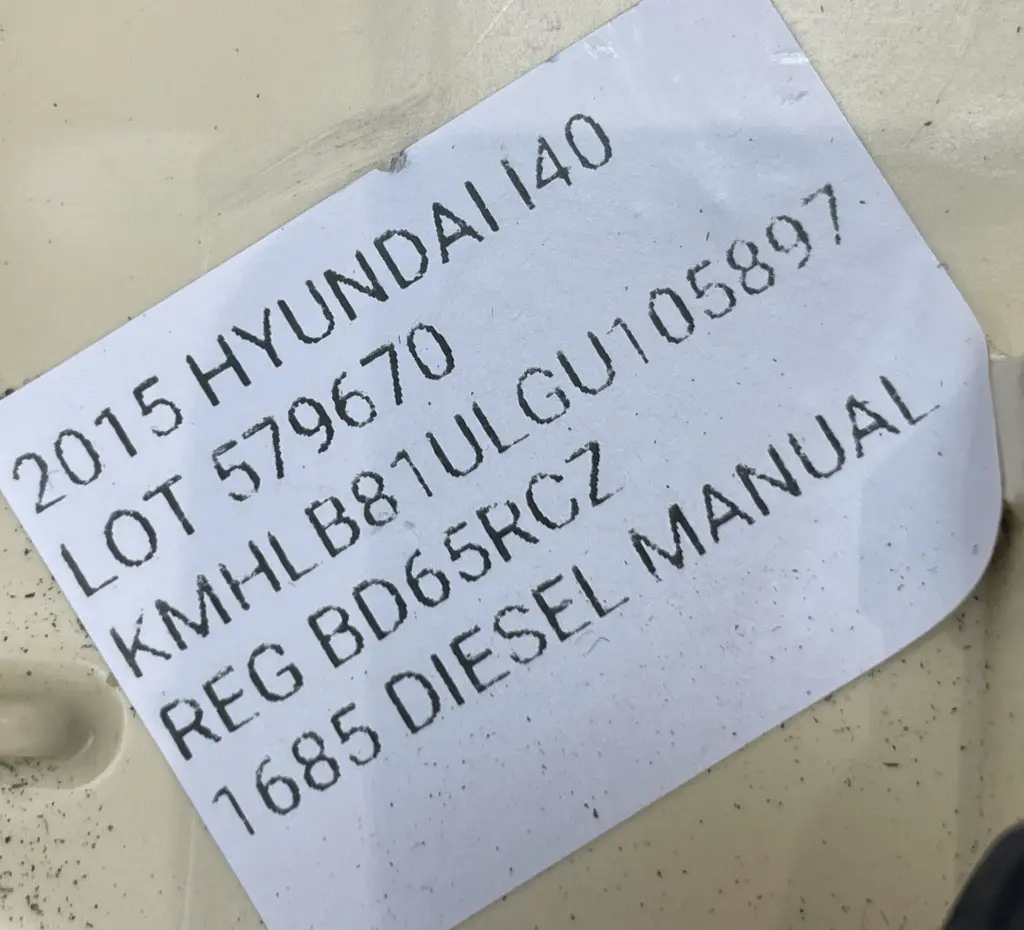 2015 HYUNDAI I40
LOT 579670
KMHLB81ULGU105897
REG BD65RCZ
1685 DIESEL MANUAL